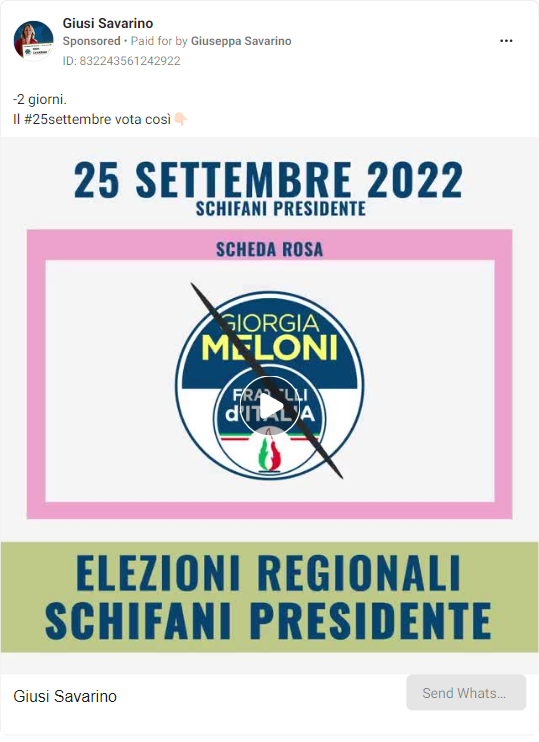 Giusi Savarino
Sponsored • Paid for by Giuseppa Savarino
ID: 832243561242922
-2 giorni.
Il #25settembre vota così👇🏻
25 SETTEMBRE 2022
SCHIFANI PRESIDENTE
SCHEDA ROSA
GIORGIA
MELONI
FRATELLI
d'ITALIA
ELEZIONI REGIONALI
SCHIFANI PRESIDENTE
Giusi Savarino
Send Whats...